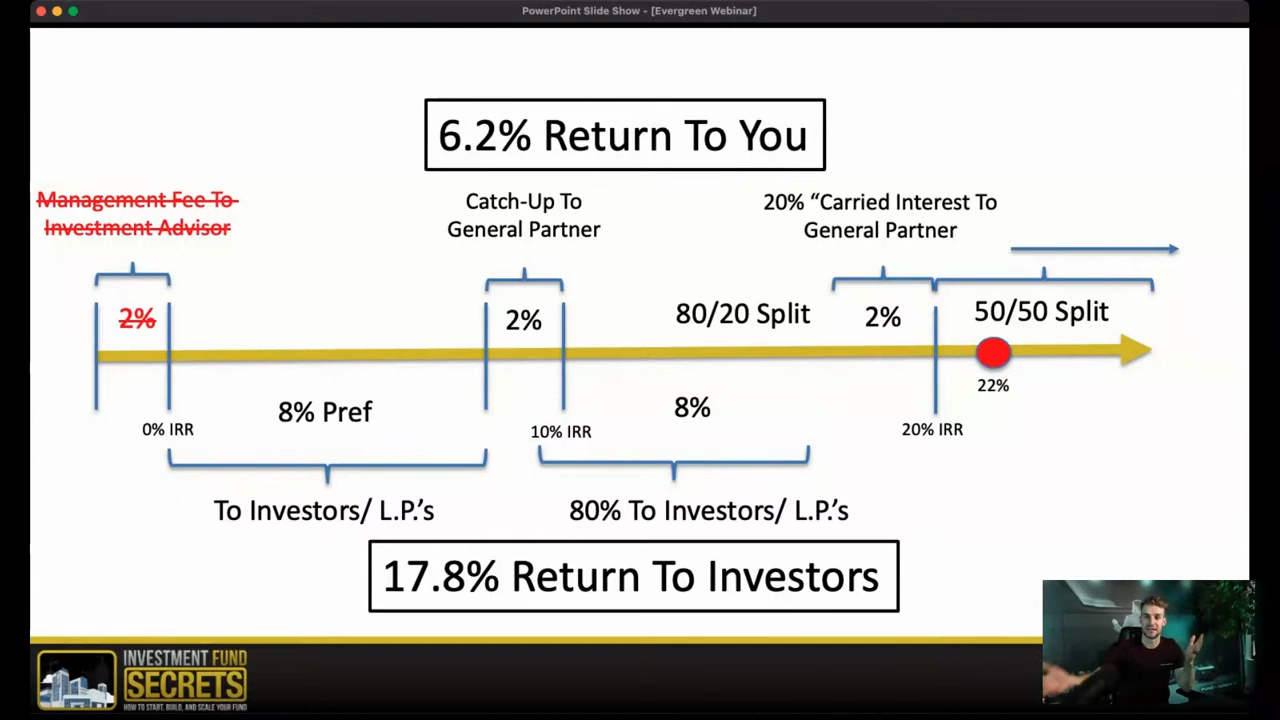 PowerPoint Slide Show - [Evergreen Webinar]
6.2% Return To You
Management Fee To
Investment Advisor
Catch-Up To
General Partner
20% “Carried Interest To
General Partner
2%
2%
80/20 Split
2%
50/50 Split
22%
8% Pref
8%
0% IRR
10% IRR
20% IRR
To Investors/ L.P.’s
80% To Investors/ L.P.’s
17.8% Return To Investors
INVESTMENT FUND
SECRETS
HOW TO START, BUILD, AND SCALE YOUR FUND